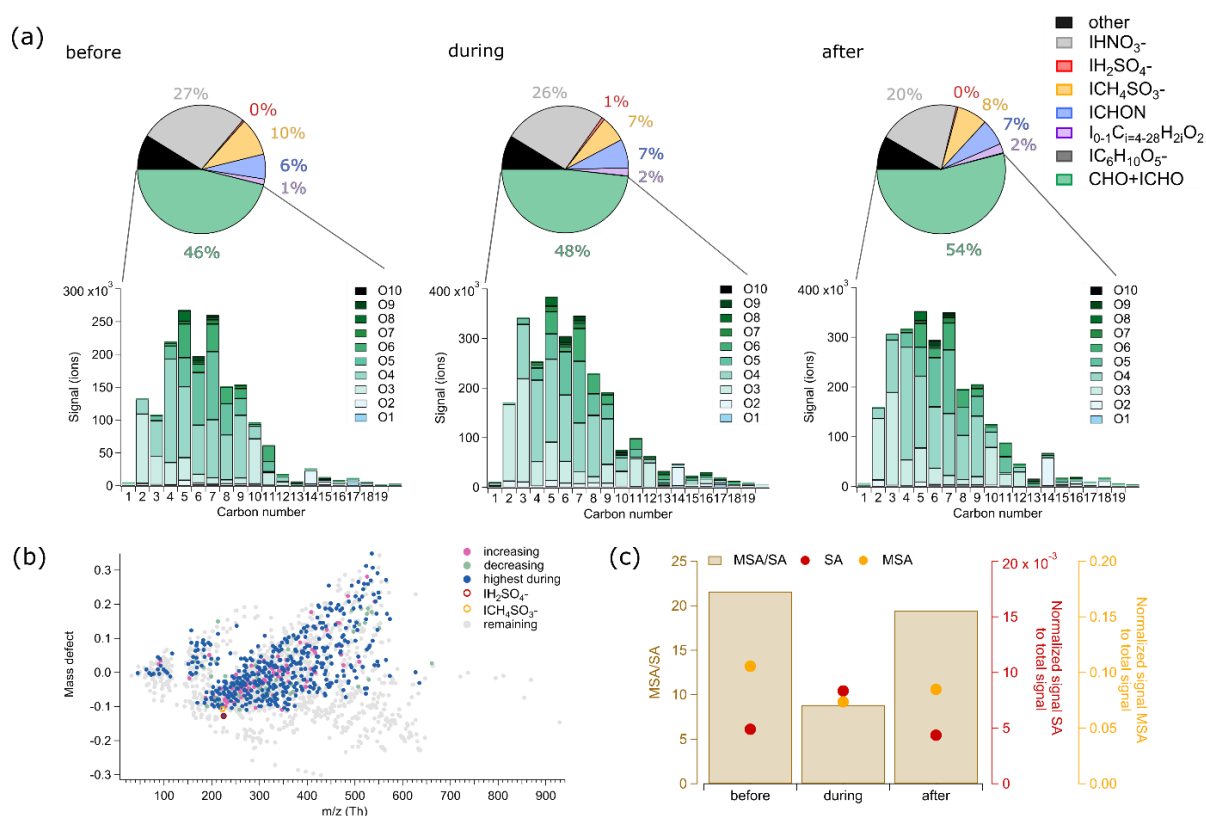 (a)
before
during
after
other
IHNO₃-
IH₂SO₄-
ICH₄SO₃-
ICHON
I₀₋₁Cᵢ₌₄₋₂₈H₂ᵢO₂
IC₆H₁₀O₅-
CHO+ICHO
27%
0%
10%
6%
1%
46%
26%
1%
7%
7%
2%
48%
20%
0%
8%
7%
2%
54%
300 x10³
250
200
150
100
50
0
Signal (ions)
1 2 3 4 5 6 7 8 9 10 11 12 13 14 15 16 17 18 19
Carbon number
O10
O9
O8
O7
O6
O5
O4
O3
O2
O1
400 x10³
300
200
100
0
Signal (ions)
1 2 3 4 5 6 7 8 9 10 11 12 13 14 15 16 17 18 19
Carbon number
O10
O9
O8
O7
O6
O5
O4
O3
O2
O1
400 x10³
300
200
100
0
Signal (ions)
1 2 3 4 5 6 7 8 9 10 11 12 13 14 15 16 17 18 19
Carbon number
O10
O9
O8
O7
O6
O5
O4
O3
O2
O1
(b)
0.3
0.2
0.1
0.0
-0.1
-0.2
-0.3
Mass defect
100 200 300 400 500 600 700 800 900
m/z (Th)
increasing
decreasing
highest during
IH₂SO₄-
ICH₄SO₃-
remaining
(c)
MSA/SA
SA
MSA
25
20
15
10
5
0
MSA/SA
before
during
after
20 x 10⁻³
15
10
5
0
Normalized signal SA
to total signal
0.20
0.15
0.10
0.05
0.00
Normalized signal MSA
to total signal